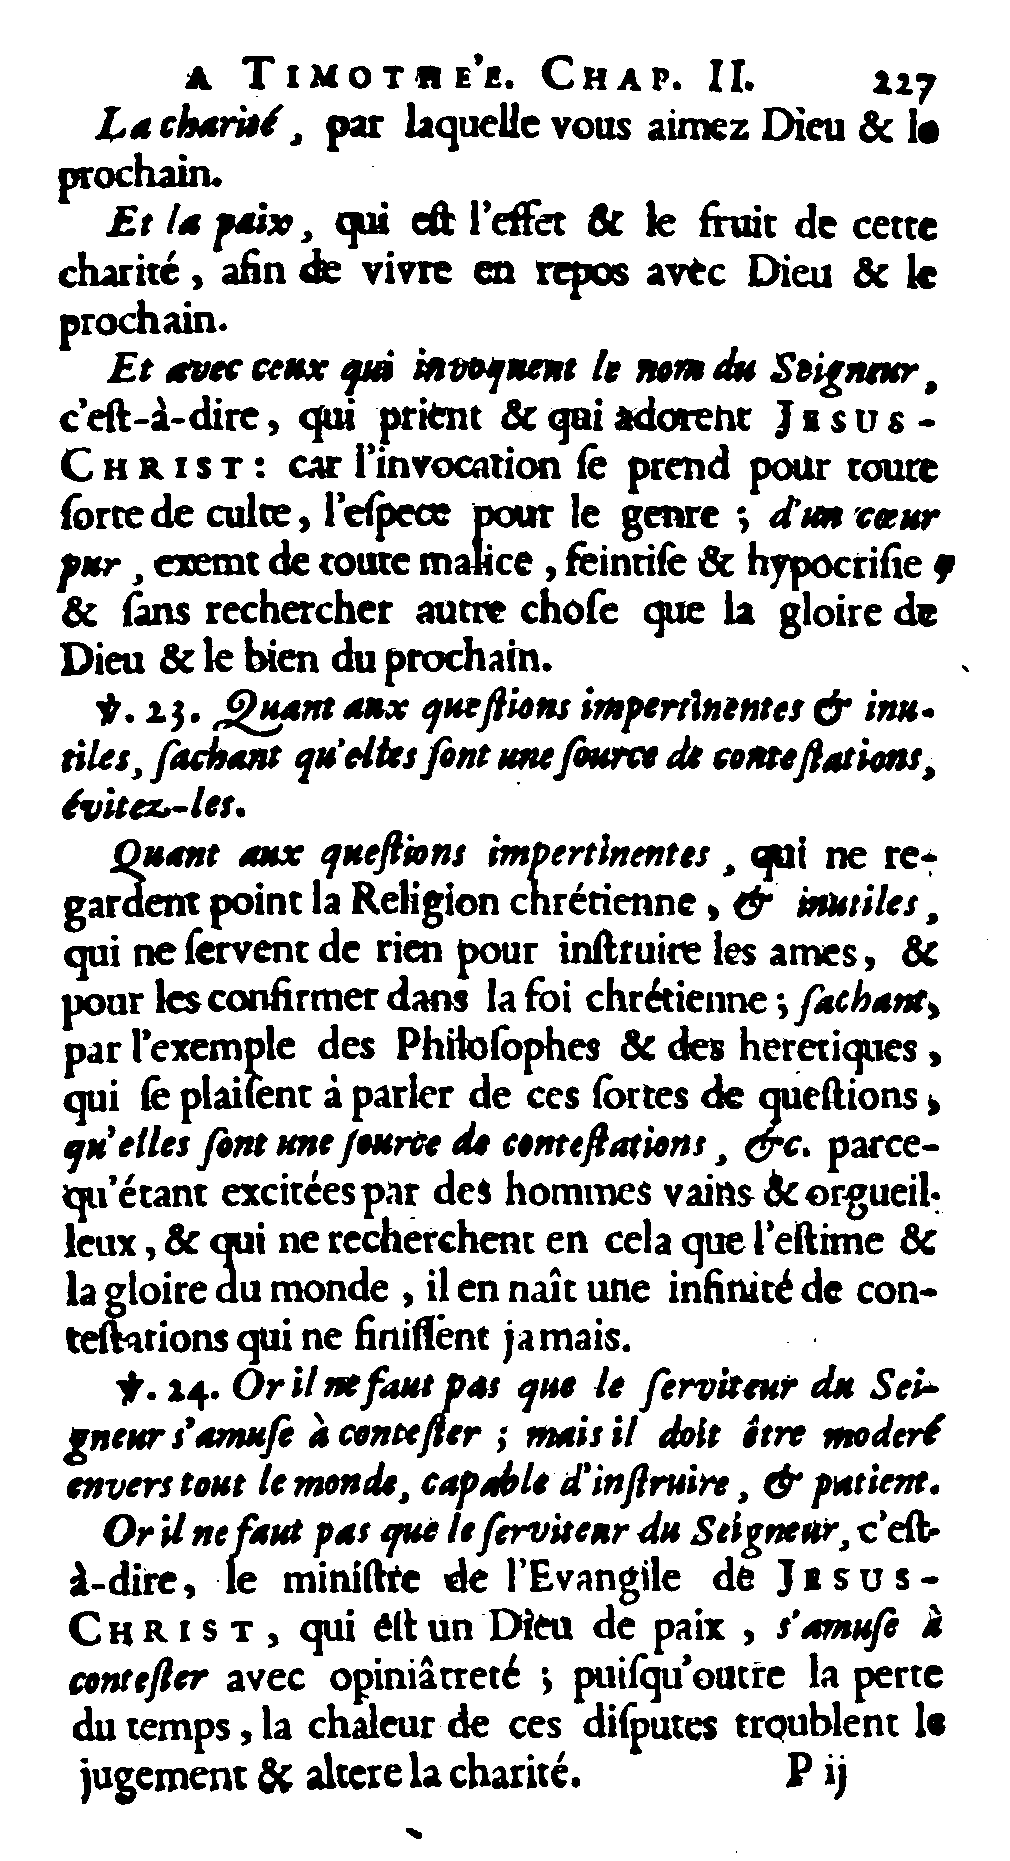 A TIMOTHE'E. CHAP. II. 227
La charité, par laquelle vous aimez Dieu & le
prochain.
Et la paix, qui eſt l'effet & le fruit de cette
charité, afin de vivre en repos avec Dieu & le
prochain.
Et avec ceux qui invoquent le nom du Seigneur,
c'eſt-à-dire, qui prient & qui adorent JESUS-
CHRIST: car l'invocation ſe prend pour toute
ſorte de culte, l'eſpece pour le genre; d'un cœur
pur, exemt de toute malice, feintiſe & hypocriſie,
& ſans rechercher autre choſe que la gloire de
Dieu & le bien du prochain.
℣. 23. Quant aux queſtions impertinentes & inu-
tiles, ſachant qu'elles ſont une ſource de conteſtations,
évitez-les.
Quant aux queſtions impertinentes, qui ne re-
gardent point la Religion chrétienne, & inutiles,
qui ne ſervent de rien pour inſtruire les ames, &
pour les confirmer dans la foi chrétienne; ſachant,
par l'exemple des Philoſophes & des heretiques,
qui ſe plaiſent à parler de ces ſortes de queſtions,
qu'elles ſont une ſource de conteſtations, &c. parce-
qu'étant excitées par des hommes vains & orgueil-
leux, & qui ne recherchent en cela que l'eſtime &
la gloire du monde, il en naît une infinité de con-
teſtations qui ne finiſſent jamais.
℣. 24. Or il ne faut pas que le ſerviteur du Sei-
gneur s'amuſe à conteſter; mais il doit être moderé
envers tout le monde, capable d'inſtruire, & patient.
Or il ne faut pas que le ſerviteur du Seigneur, c'eſt-
à-dire, le miniſtre de l'Evangile de JESUS-
CHRIST, qui eſt un Dieu de paix, s'amuſe à
conteſter avec opiniâtreté; puiſqu'outre la perte
du temps, la chaleur de ces diſputes troublent le
jugement & altere la charité. P ij